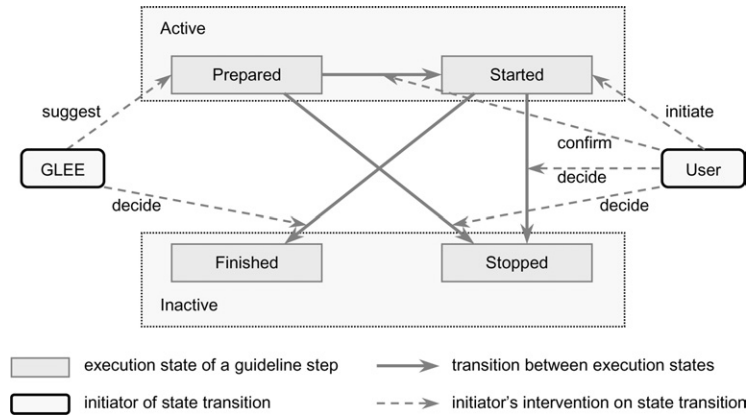 Active
Prepared
Started
suggest
initiate
GLEE
confirm
User
decide
decide
decide
Finished
Stopped
Inactive
execution state of a guideline step
transition between execution states
initiator of state transition
initiator's intervention on state transition